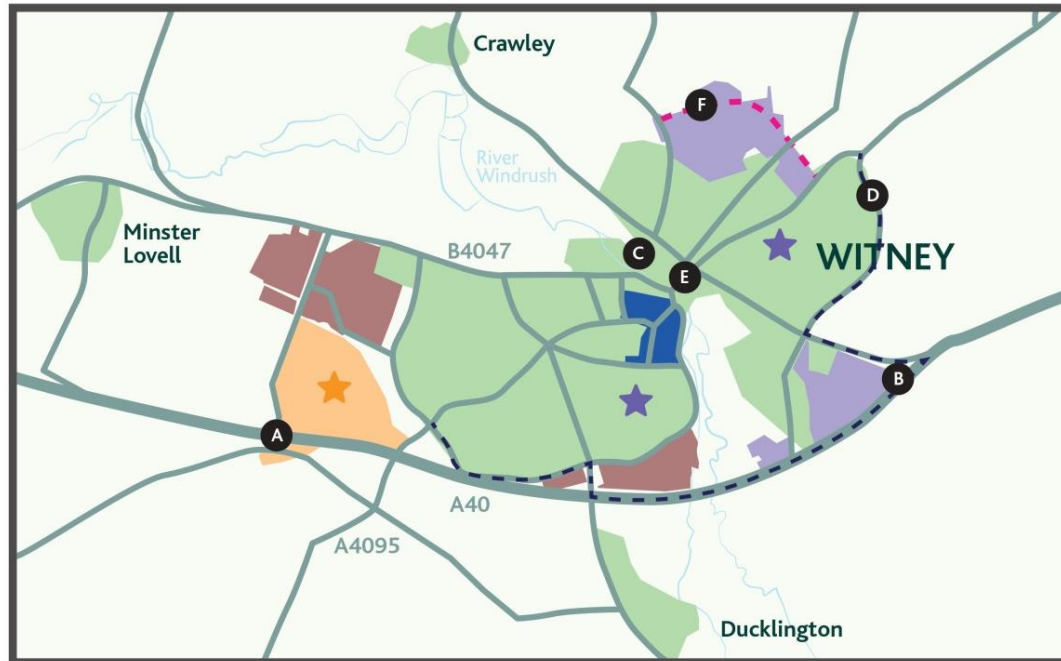 Crawley
F
River
Windrush
D
Minster
Lovell
C
WITNEY
B4047
E
B
A
A40
A4095
Ducklington